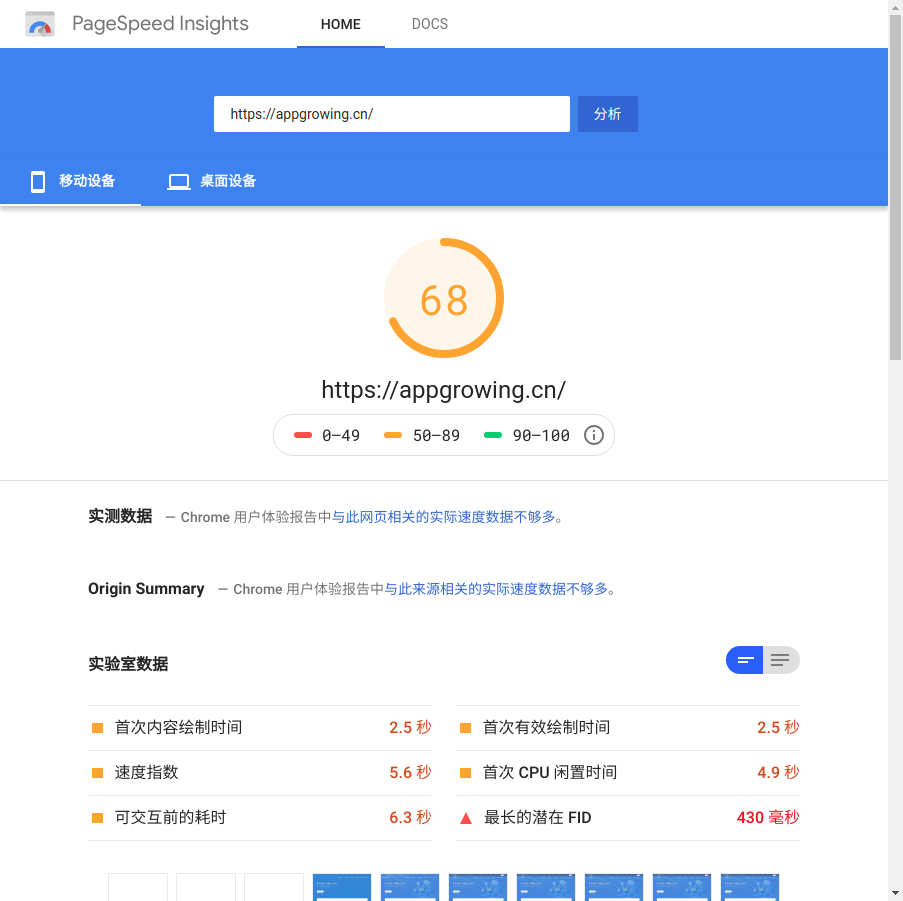 PageSpeed Insights
HOME
DOCS
https://appgrowing.cn/
分析
移动设备
桌面设备
68
https://appgrowing.cn/
0–49
50–89
90–100
实测数据 — Chrome 用户体验报告中与此网页相关的实际速度数据不够多。
Origin Summary — Chrome 用户体验报告中与此来源相关的实际速度数据不够多。
实验室数据
首次内容绘制时间 2.5 秒
首次有效绘制时间 2.5 秒
速度指数 5.6 秒
首次 CPU 闲置时间 4.9 秒
可交互前的耗时 6.3 秒
最长的潜在 FID 430 毫秒